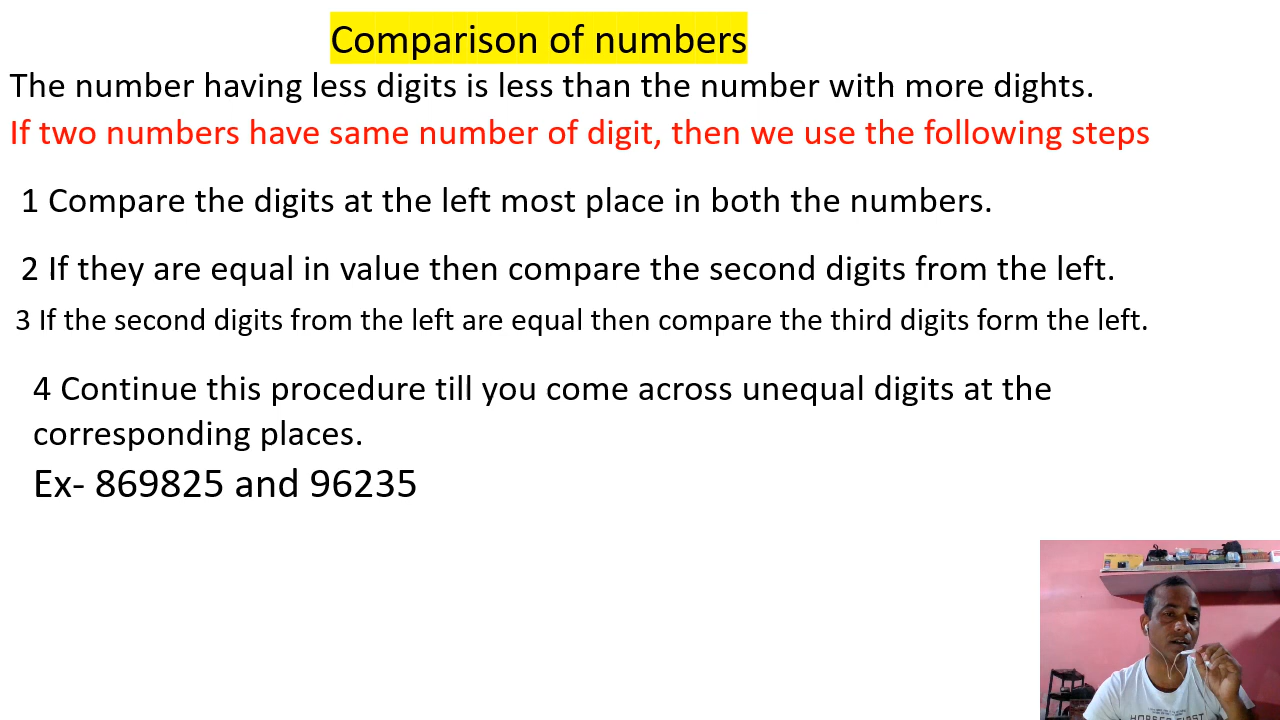 Comparison of numbers
The number having less digits is less than the number with more dights.
If two numbers have same number of digit, then we use the following steps
1 Compare the digits at the left most place in both the numbers.
2 If they are equal in value then compare the second digits from the left.
3 If the second digits from the left are equal then compare the third digits form the left.
4 Continue this procedure till you come across unequal digits at the
corresponding places.
Ex- 869825 and 96235